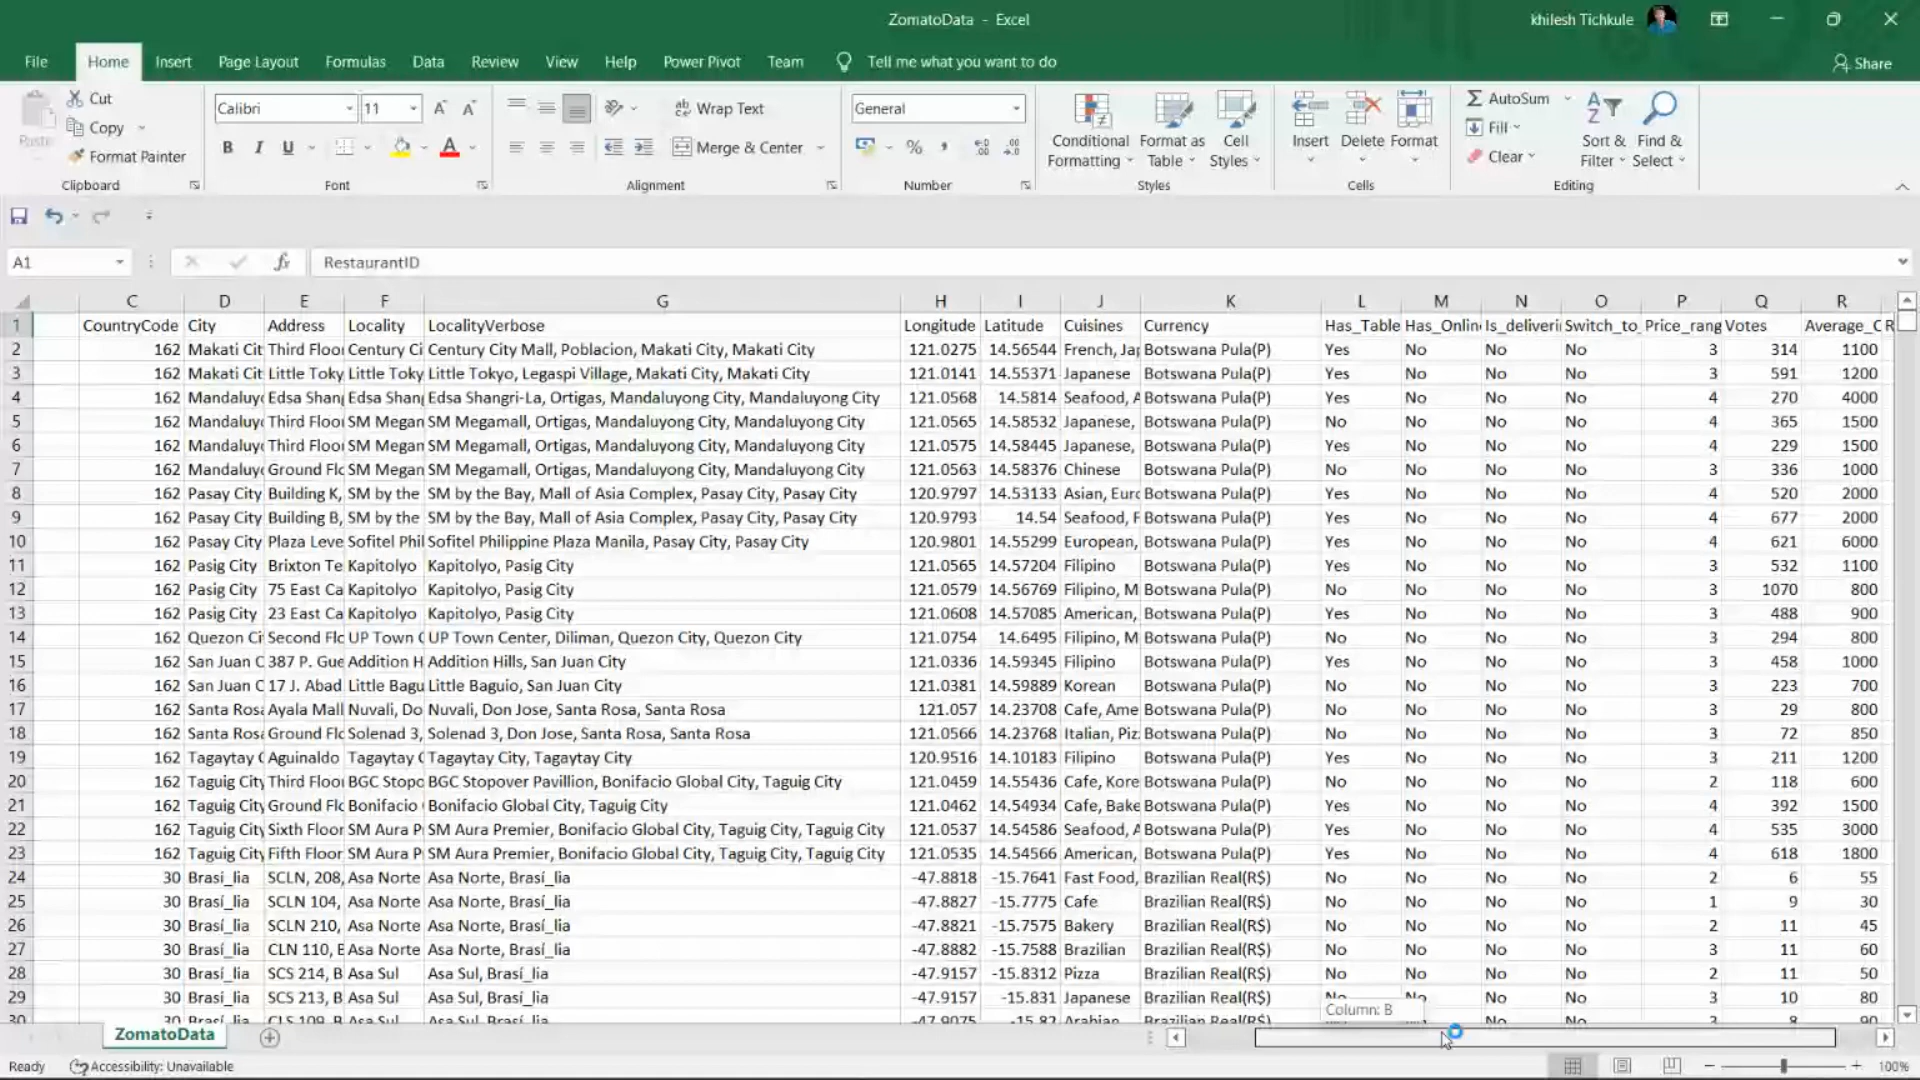 ZomatoData - Excel
khilesh Tichkule
File Home Insert Page Layout Formulas Data Review View Help Power Pivot Team Tell me what you want to do Share
Paste Cut Copy Format Painter Clipboard
Calibri 11 B I U Font
Wrap Text Merge & Center Alignment
General Number
Conditional Formatting Format as Table Cell Styles Styles
Insert Delete Format Cells
AutoSum Fill Clear Sort & Filter Find & Select Editing
A1 fx RestaurantID
C D E F G H I J K L M N O P Q R
1 CountryCode City Address Locality LocalityVerbose Longitude Latitude Cuisines Currency Has_Table Has_Onlin Is_deliveri Switch_to_ Price_rang Votes Average_C R
2 162 Makati Cit Third Floor Century Ci Century City Mall, Poblacion, Makati City, Makati City 121.0275 14.56544 French, Jap Botswana Pula(P) Yes No No No 3 314 1100
3 162 Makati Cit Little Toky Little Toky Little Tokyo, Legaspi Village, Makati City, Makati City 121.0141 14.55371 Japanese Botswana Pula(P) Yes No No No 3 591 1200
4 162 Mandaluyo Edsa Shang Edsa Shang Edsa Shangri-La, Ortigas, Mandaluyong City, Mandaluyong City 121.0568 14.5814 Seafood, A Botswana Pula(P) Yes No No No 4 270 4000
5 162 Mandaluyo Third Floor SM Megam SM Megamall, Ortigas, Mandaluyong City, Mandaluyong City 121.0565 14.58532 Japanese, Botswana Pula(P) No No No No 4 365 1500
6 162 Mandaluyo Third Floor SM Megam SM Megamall, Ortigas, Mandaluyong City, Mandaluyong City 121.0575 14.58445 Japanese, Botswana Pula(P) Yes No No No 4 229 1500
7 162 Mandaluyo Ground Flo SM Megam SM Megamall, Ortigas, Mandaluyong City, Mandaluyong City 121.0563 14.58376 Chinese Botswana Pula(P) No No No No 3 336 1000
8 162 Pasay City Building K, SM by the SM by the Bay, Mall of Asia Complex, Pasay City, Pasay City 120.9797 14.53133 Asian, Euro Botswana Pula(P) Yes No No No 4 520 2000
9 162 Pasay City Building B, SM by the SM by the Bay, Mall of Asia Complex, Pasay City, Pasay City 120.9793 14.54 Seafood, F Botswana Pula(P) Yes No No No 4 677 2000
10 162 Pasay City Plaza Leve Sofitel Phil Sofitel Philippine Plaza Manila, Pasay City, Pasay City 120.9801 14.55299 European, Botswana Pula(P) Yes No No No 4 621 6000
11 162 Pasig City Brixton Te Kapitolyo Kapitolyo, Pasig City 121.0565 14.57204 Filipino Botswana Pula(P) Yes No No No 3 532 1100
12 162 Pasig City 75 East Ca Kapitolyo Kapitolyo, Pasig City 121.0579 14.56769 Filipino, M Botswana Pula(P) No No No No 3 1070 800
13 162 Pasig City 23 East Ca Kapitolyo Kapitolyo, Pasig City 121.0608 14.57085 American, Botswana Pula(P) Yes No No No 3 488 900
14 162 Quezon Ci Second Flo UP Town C UP Town Center, Diliman, Quezon City, Quezon City 121.0754 14.6495 Filipino, M Botswana Pula(P) No No No No 3 294 800
15 162 San Juan C 387 P. Gue Addition H Addition Hills, San Juan City 121.0336 14.59345 Filipino Botswana Pula(P) Yes No No No 3 458 1000
16 162 San Juan C 17 J. Abad Little Bagu Little Baguio, San Juan City 121.0381 14.59889 Korean Botswana Pula(P) No No No No 3 223 700
17 162 Santa Rosa Ayala Mall Nuvali, Do Nuvali, Don Jose, Santa Rosa, Santa Rosa 121.057 14.23708 Cafe, Ame Botswana Pula(P) No No No No 3 29 800
18 162 Santa Rosa Ground Flo Solenad 3, Solenad 3, Don Jose, Santa Rosa, Santa Rosa 121.0566 14.23768 Italian, Piz Botswana Pula(P) No No No No 3 72 850
19 162 Tagaytay C Aguinaldo Tagaytay C Tagaytay City, Tagaytay City 120.9516 14.10183 Filipino Botswana Pula(P) Yes No No No 3 211 1200
20 162 Taguig City Third Floor BGC Stopo BGC Stopover Pavillion, Bonifacio Global City, Taguig City 121.0459 14.55436 Cafe, Kore Botswana Pula(P) No No No No 2 118 600
21 162 Taguig City Ground Flo Bonifacio Bonifacio Global City, Taguig City 121.0462 14.54934 Cafe, Bake Botswana Pula(P) Yes No No No 4 392 1500
22 162 Taguig City Sixth Floor SM Aura P SM Aura Premier, Bonifacio Global City, Taguig City, Taguig City 121.0537 14.54586 Seafood, A Botswana Pula(P) Yes No No No 4 535 3000
23 162 Taguig City Fifth Floor SM Aura P SM Aura Premier, Bonifacio Global City, Taguig City, Taguig City 121.0535 14.54566 American, Botswana Pula(P) Yes No No No 4 618 1800
24 30 Brasí_lia SCLN, 208, Asa Norte Asa Norte, Brasí_lia -47.8818 -15.7641 Fast Food, Brazilian Real(R$) No No No No 2 6 55
25 30 Brasí_lia SCLN 104, Asa Norte Asa Norte, Brasí_lia -47.8827 -15.7775 Cafe Brazilian Real(R$) No No No No 1 9 30
26 30 Brasí_lia SCLN 210, Asa Norte Asa Norte, Brasí_lia -47.8821 -15.7575 Bakery Brazilian Real(R$) No No No No 2 11 45
27 30 Brasí_lia CLN 110, B Asa Norte Asa Norte, Brasí_lia -47.8882 -15.7588 Brazilian Brazilian Real(R$) No No No No 3 11 60
28 30 Brasí_lia SCS 214, B Asa Sul Asa Sul, Brasí_lia -47.9157 -15.8312 Pizza Brazilian Real(R$) No No No No 2 11 50
29 30 Brasí_lia SCS 213, B Asa Sul Asa Sul, Brasí_lia -47.9157 -15.831 Japanese Brazilian Real(R$) No No No No 3 10 80
30 30 Brasí_lia CLS 109, B Asa Sul Asa Sul, Brasí_lia -47.9075 -15.82 Arabian Brazilian Real(R$) No No 3 8 90
Column: B
ZomatoData
Ready Accessibility: Unavailable 100%